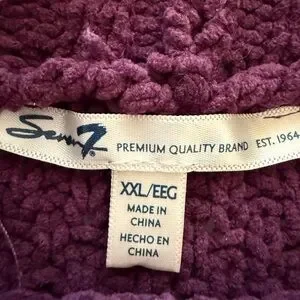 Seven7® PREMIUM QUALITY BRAND EST. 1964
XXL/EEG
MADE IN
CHINA
HECHO EN
CHINA